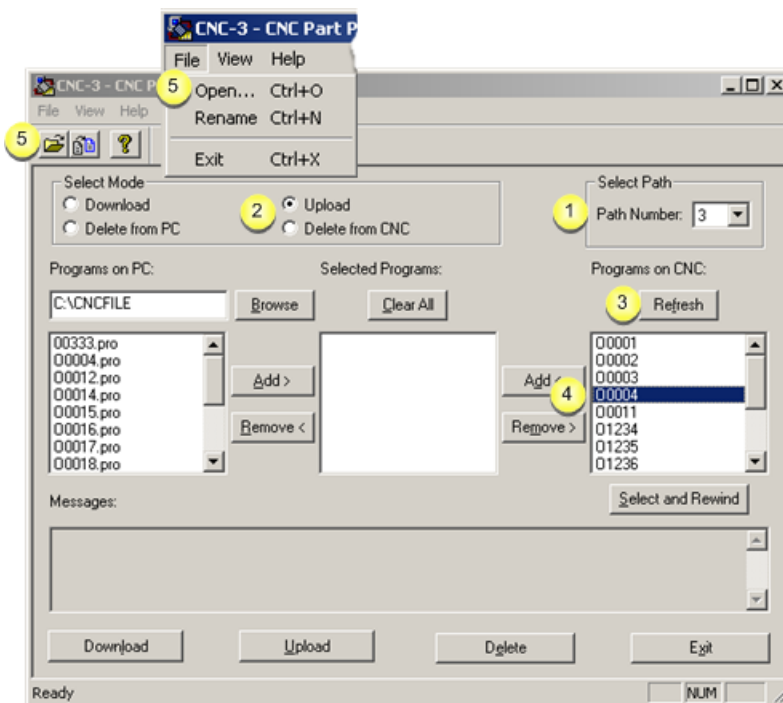 CNC-3 - CNC Part P
File View Help
5 Open... Ctrl+O
Rename Ctrl+N
Exit Ctrl+X
CNC-3 - CNC P
File View Help
5
Select Mode
Download
Delete from PC
2 Upload
Delete from CNC
Select Path
1 Path Number: 3
Programs on PC:
C:\CNCFILE
Browse
00333.pro
O0004.pro
O0012.pro
O0014.pro
O0015.pro
O0016.pro
O0017.pro
O0018.pro
Add >
Remove <
Selected Programs:
Clear All
Add <
4
Remove >
Programs on CNC:
3 Refresh
O0001
O0002
O0003
O0004
O0011
O1234
O1235
O1236
Select and Rewind
Messages:
Download
Upload
Delete
Exit
Ready
NUM